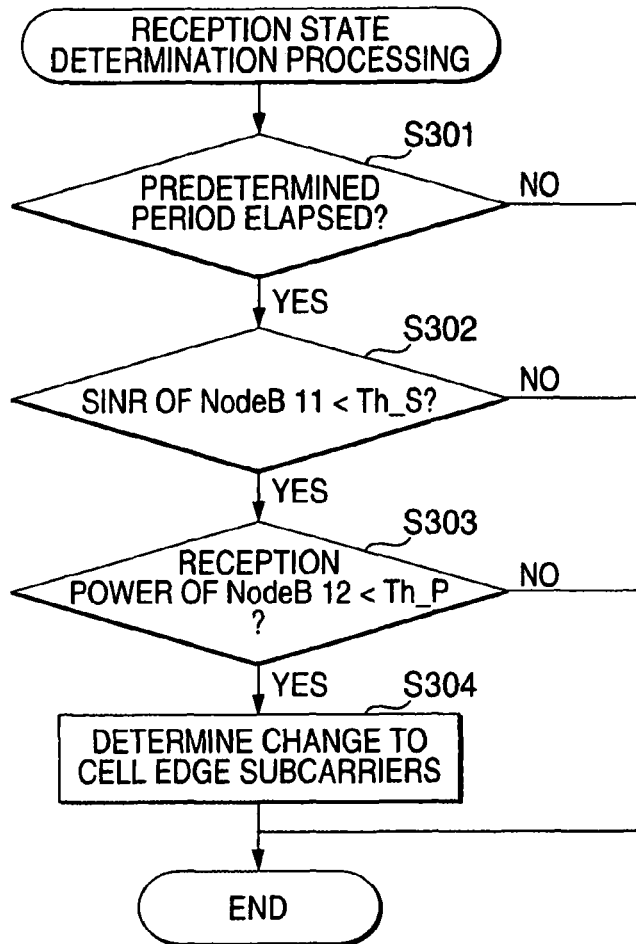 RECEPTION STATE
DETERMINATION PROCESSING
S301
PREDETERMINED
PERIOD ELAPSED?
NO
YES
S302
SINR OF NodeB 11 < Th_S?
NO
YES
S303
RECEPTION
POWER OF NodeB 12 < Th_P
?
NO
YES
S304
DETERMINE CHANGE TO
CELL EDGE SUBCARRIERS
END